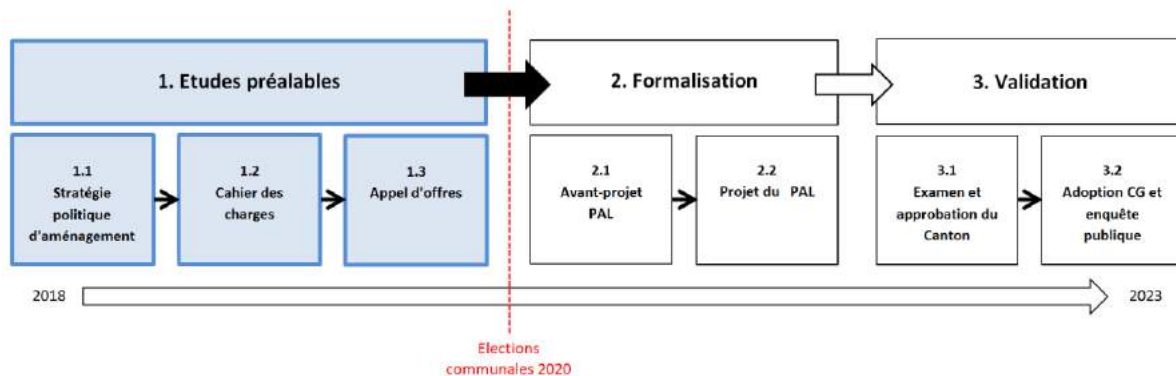 1. Etudes préalables
2. Formalisation
3. Validation
1.1
Stratégie
politique
d'aménagement
1.2
Cahier des
charges
1.3
Appel d'offres
2.1
Avant-projet
PAL
2.2
Projet du PAL
3.1
Examen et
approbation du
Canton
3.2
Adoption CG et
enquête
publique
2018
2023
Elections
communales 2020